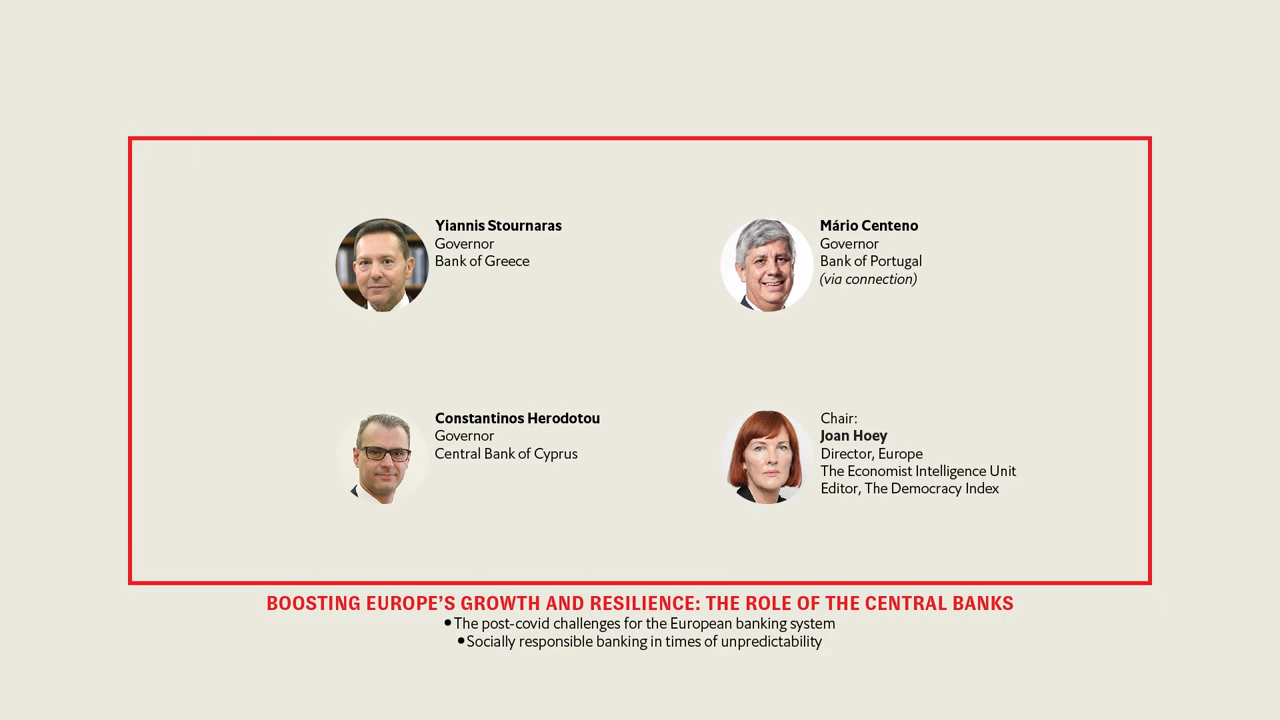 Yiannis Stournaras
Governor
Bank of Greece
Mário Centeno
Governor
Bank of Portugal
(via connection)
Constantinos Herodotou
Governor
Central Bank of Cyprus
Chair:
Joan Hoey
Director, Europe
The Economist Intelligence Unit
Editor, The Democracy Index
BOOSTING EUROPE’S GROWTH AND RESILIENCE: THE ROLE OF THE CENTRAL BANKS
●The post-covid challenges for the European banking system
●Socially responsible banking in times of unpredictability